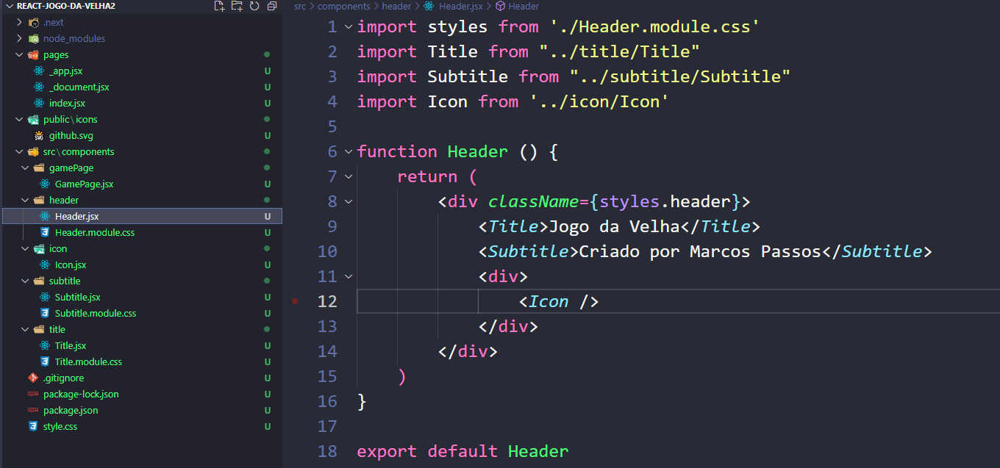 REACT-JOGO-DA-VELHA2
.next
node_modules
pages
_app.jsx U
_document.jsx U
index.jsx U
public\icons
github.svg U
src\components
gamePage
GamePage.jsx U
header
Header.jsx U
Header.module.css U
icon
Icon.jsx U
subtitle
Subtitle.jsx U
Subtitle.module.css U
title
Title.jsx U
Title.module.css U
.gitignore U
package-lock.json U
package.json U
style.css U
src > components > header > Header.jsx > Header
1 import styles from './Header.module.css'
2 import Title from "../title/Title"
3 import Subtitle from "../subtitle/Subtitle"
4 import Icon from '../icon/Icon'
5
6 function Header () {
7 return (
8 <div className={styles.header}>
9 <Title>Jogo da Velha</Title>
10 <Subtitle>Criado por Marcos Passos</Subtitle>
11 <div>
12 <Icon />
13 </div>
14 </div>
15 )
16 }
17
18 export default Header